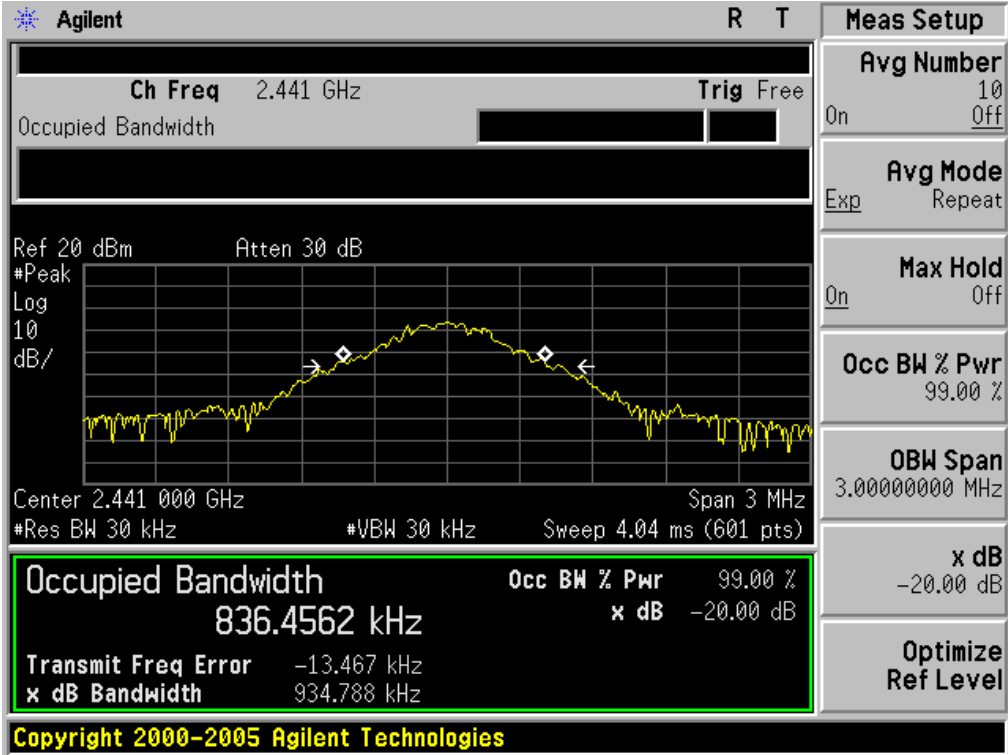 Agilent R T
Ch Freq 2.441 GHz Trig Free
Occupied Bandwidth
Ref 20 dBm Atten 30 dB
#Peak
Log
10
dB/
Center 2.441 000 GHz Span 3 MHz
#Res BW 30 kHz #VBW 30 kHz Sweep 4.04 ms (601 pts)
Occupied Bandwidth
836.4562 kHz
Occ BW % Pwr 99.00 %
x dB -20.00 dB
Transmit Freq Error -13.467 kHz
x dB Bandwidth 934.788 kHz
Copyright 2000-2005 Agilent Technologies
Meas Setup
Avg Number
10
On Off
Avg Mode
Exp Repeat
Max Hold
On Off
Occ BW % Pwr
99.00 %
OBW Span
3.00000000 MHz
x dB
-20.00 dB
Optimize
Ref Level